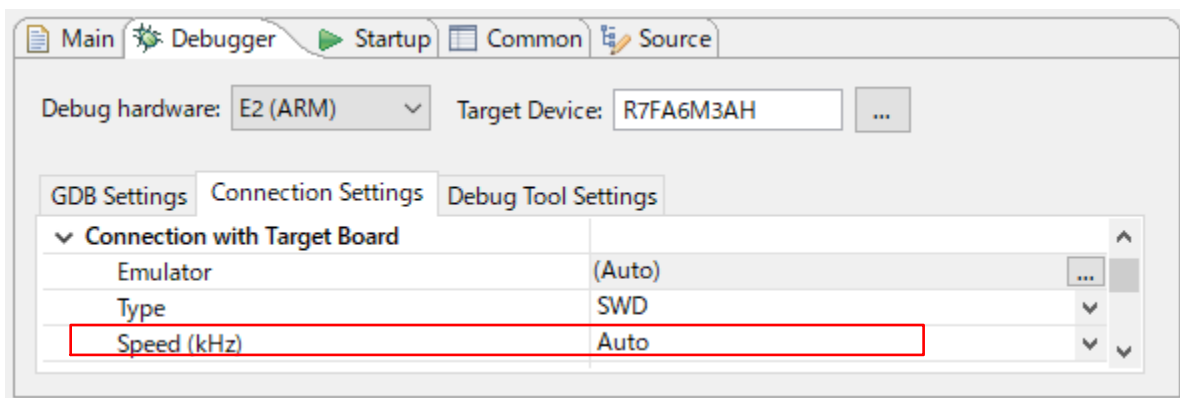 Main Debugger Startup Common Source
Debug hardware: E2 (ARM) Target Device: R7FA6M3AH ...
GDB Settings Connection Settings Debug Tool Settings
Connection with Target Board
Emulator (Auto) ...
Type SWD
Speed (kHz) Auto